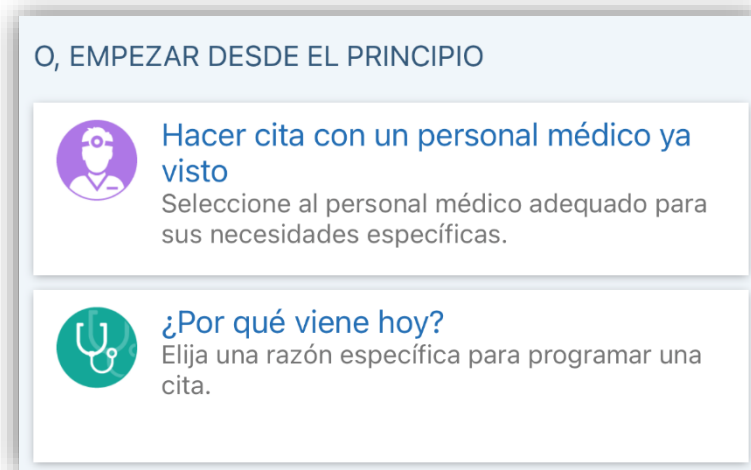 O, EMPEZAR DESDE EL PRINCIPIO
Hacer cita con un personal médico ya
visto
Seleccione al personal médico adequado para
sus necesidades específicas.
¿Por qué viene hoy?
Elija una razón específica para programar una
cita.